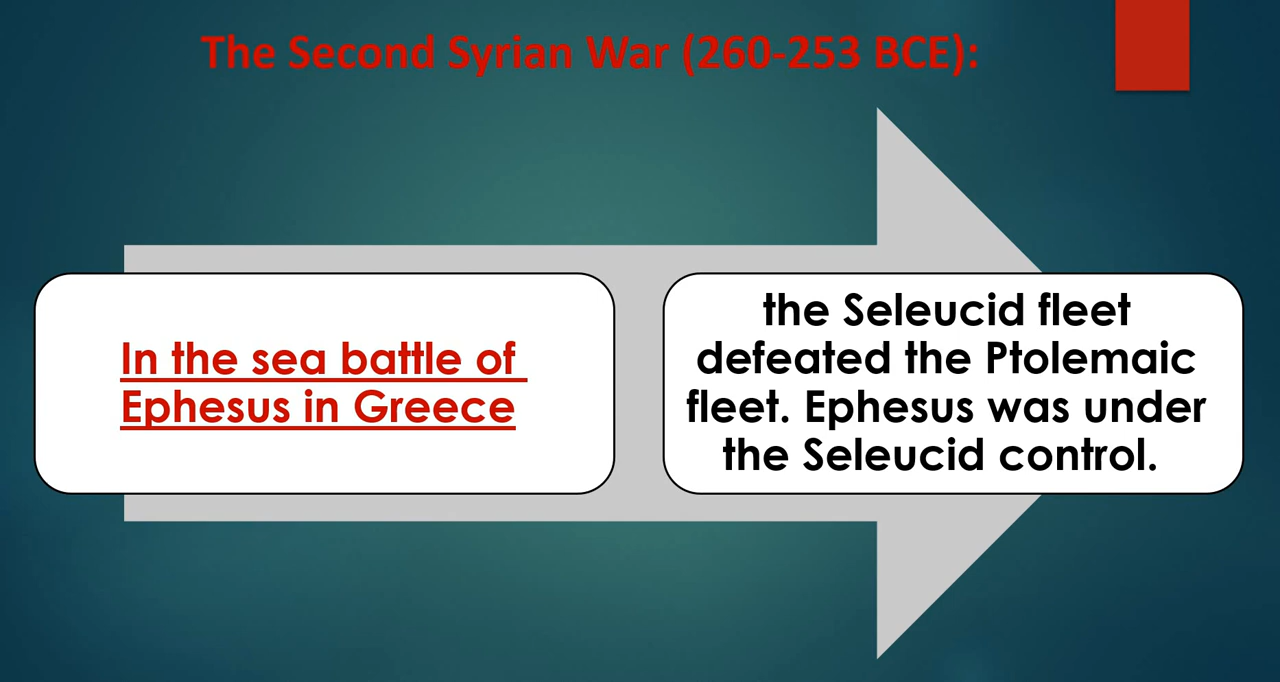 The Second Syrian War (260-253 BCE):
In the sea battle of
Ephesus in Greece
the Seleucid fleet
defeated the Ptolemaic
fleet. Ephesus was under
the Seleucid control.